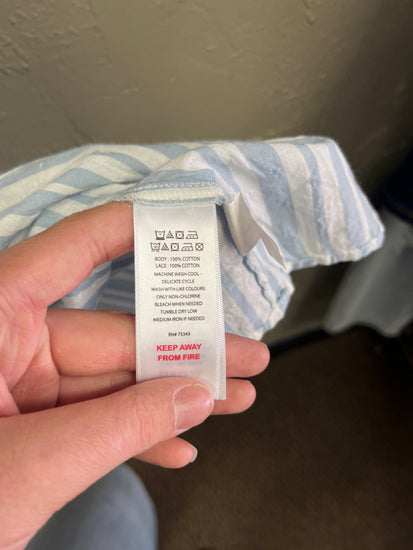 BODY : 100% COTTON
LACE : 100% COTTON
MACHINE WASH COOL -
DELICATE CYCLE
WASH WITH LIKE COLOURS
ONLY NON-CHLORINE
BLEACH WHEN NEEDED
TUMBLE DRY LOW
MEDIUM IRON IF NEEDED
RN# 75343
KEEP AWAY
FROM FIRE